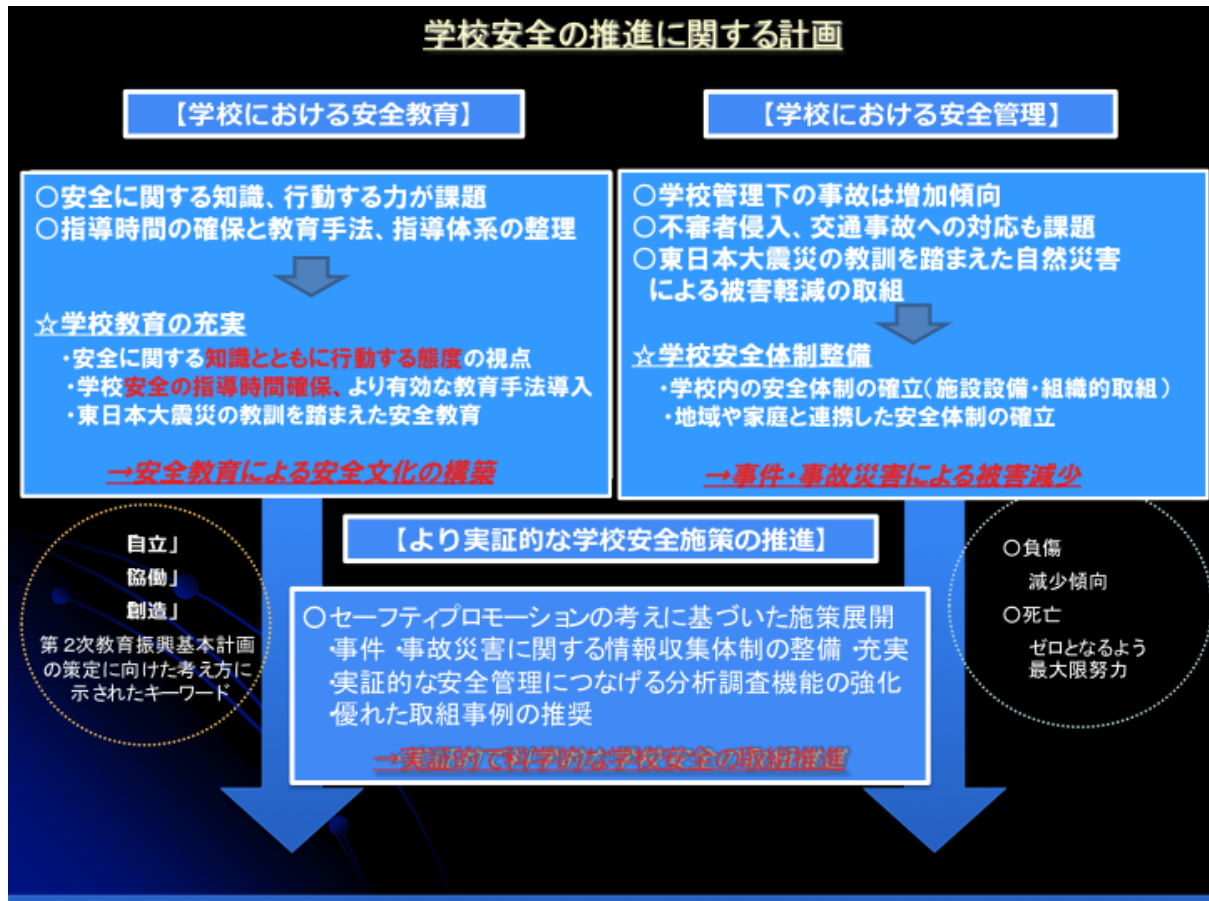 学校安全の推進に関する計画
【学校における安全教育】
○安全に関する知識、行動する力が課題
○指導時間の確保と教育手法、指導体系の整理
☆学校教育の充実
・安全に関する知識とともに行動する態度の視点
・学校安全の指導時間確保、より有効な教育手法導入
・東日本大震災の教訓を踏まえた安全教育
→安全教育による安全文化の構築
【学校における安全管理】
○学校管理下の事故は増加傾向
○不審者侵入、交通事故への対応も課題
○東日本大震災の教訓を踏まえた自然災害
による被害軽減の取組
☆学校安全体制整備
・学校内の安全体制の確立（施設設備・組織的取組）
・地域や家庭と連携した安全体制の確立
→事件・事故災害による被害減少
自立」
協働」
創造」
第２次教育振興基本計画
の策定に向けた考え方に
示されたキーワード
【より実証的な学校安全施策の推進】
○セーフティプロモーションの考えに基づいた施策展開
・事件・事故災害に関する情報収集体制の整備・充実
・実証的な安全管理につなげる分析調査機能の強化
・優れた取組事例の推奨
→実証的で科学的な学校安全の取組推進
○負傷
減少傾向
○死亡
ゼロとなるよう
最大限努力